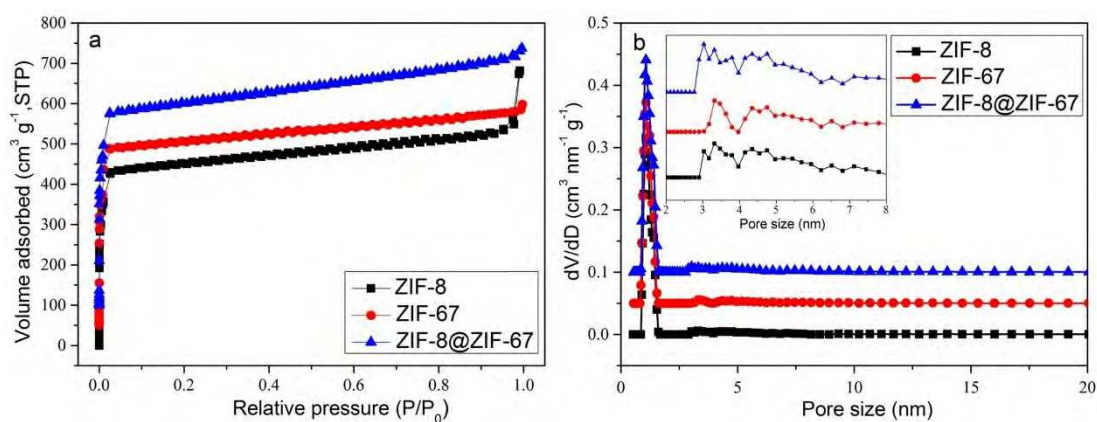 a
Volume adsorbed (cm³ g⁻¹,STP)
800
700
600
500
400
300
200
100
0
ZIF-8
ZIF-67
ZIF-8@ZIF-67
0.0 0.2 0.4 0.6 0.8 1.0
Relative pressure (P/P₀)
b
dV/dD (cm³ nm⁻¹ g⁻¹)
0.5
0.4
0.3
0.2
0.1
0.0
2 3 4 5 6 7 8
Pore size (nm)
ZIF-8
ZIF-67
ZIF-8@ZIF-67
0 5 10 15 20
Pore size (nm)